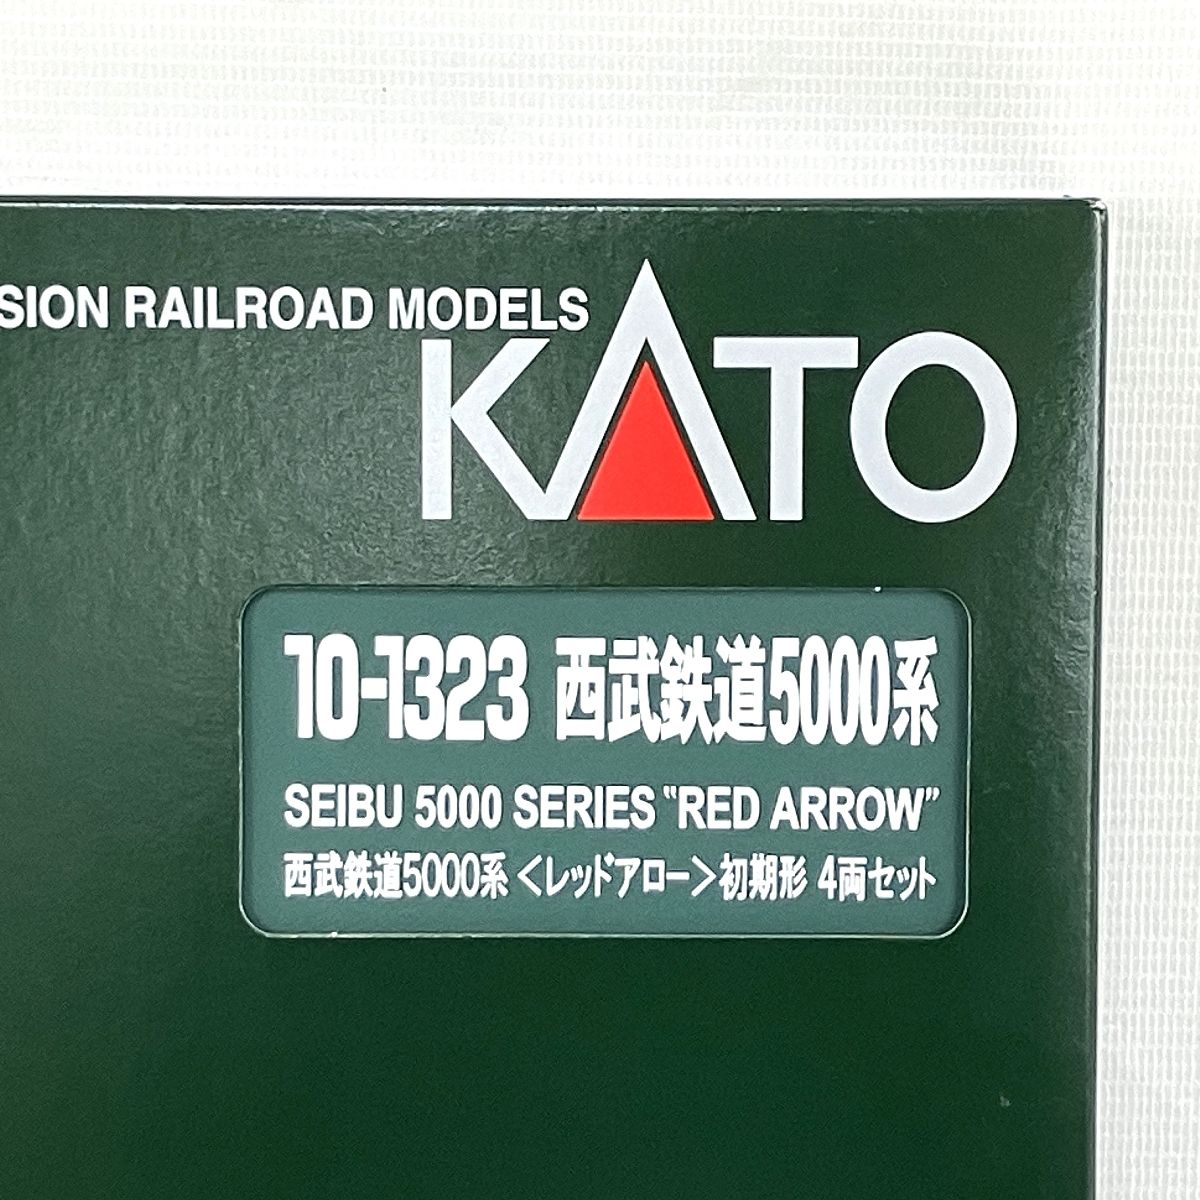 SION RAILROAD MODELS
KATO
10-1323 西武鉄道5000系
SEIBU 5000 SERIES "RED ARROW"
西武鉄道5000系<レッドアロー>初期形 4両セット